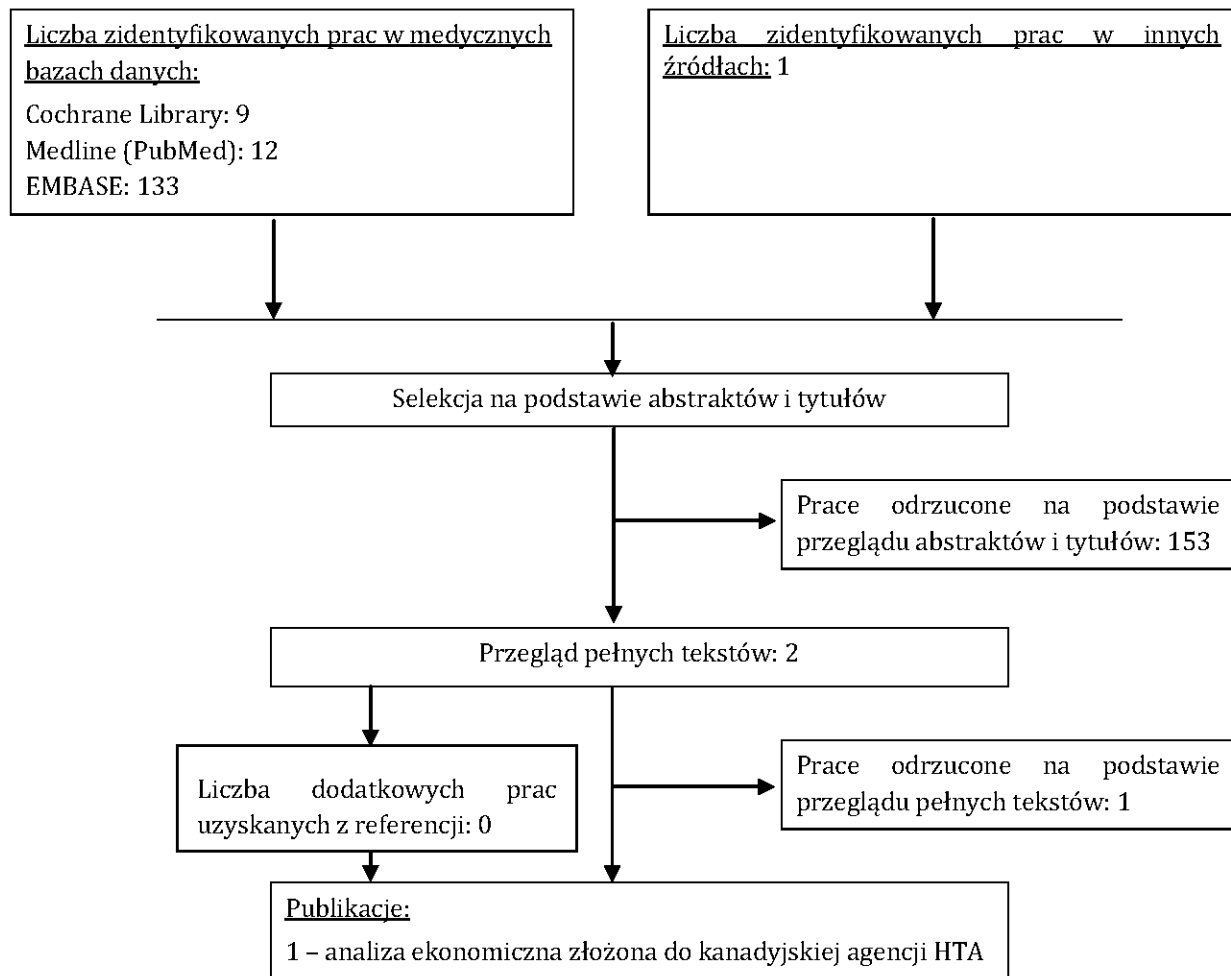 Liczba zidentyfikowanych prac w medycznych
bazach danych:
Cochrane Library: 9
Medline (PubMed): 12
EMBASE: 133
Liczba zidentyfikowanych prac w innych
źródłach: 1
Selekcja na podstawie abstraktów i tytułów
Prace odrzucone na podstawie
przeglądu abstraktów i tytułów: 153
Przegląd pełnych tekstów: 2
Liczba dodatkowych prac
uzyskanych z referencji: 0
Prace odrzucone na podstawie
przeglądu pełnych tekstów: 1
Publikacje:
1 – analiza ekonomiczna złożona do kanadyjskiej agencji HTA